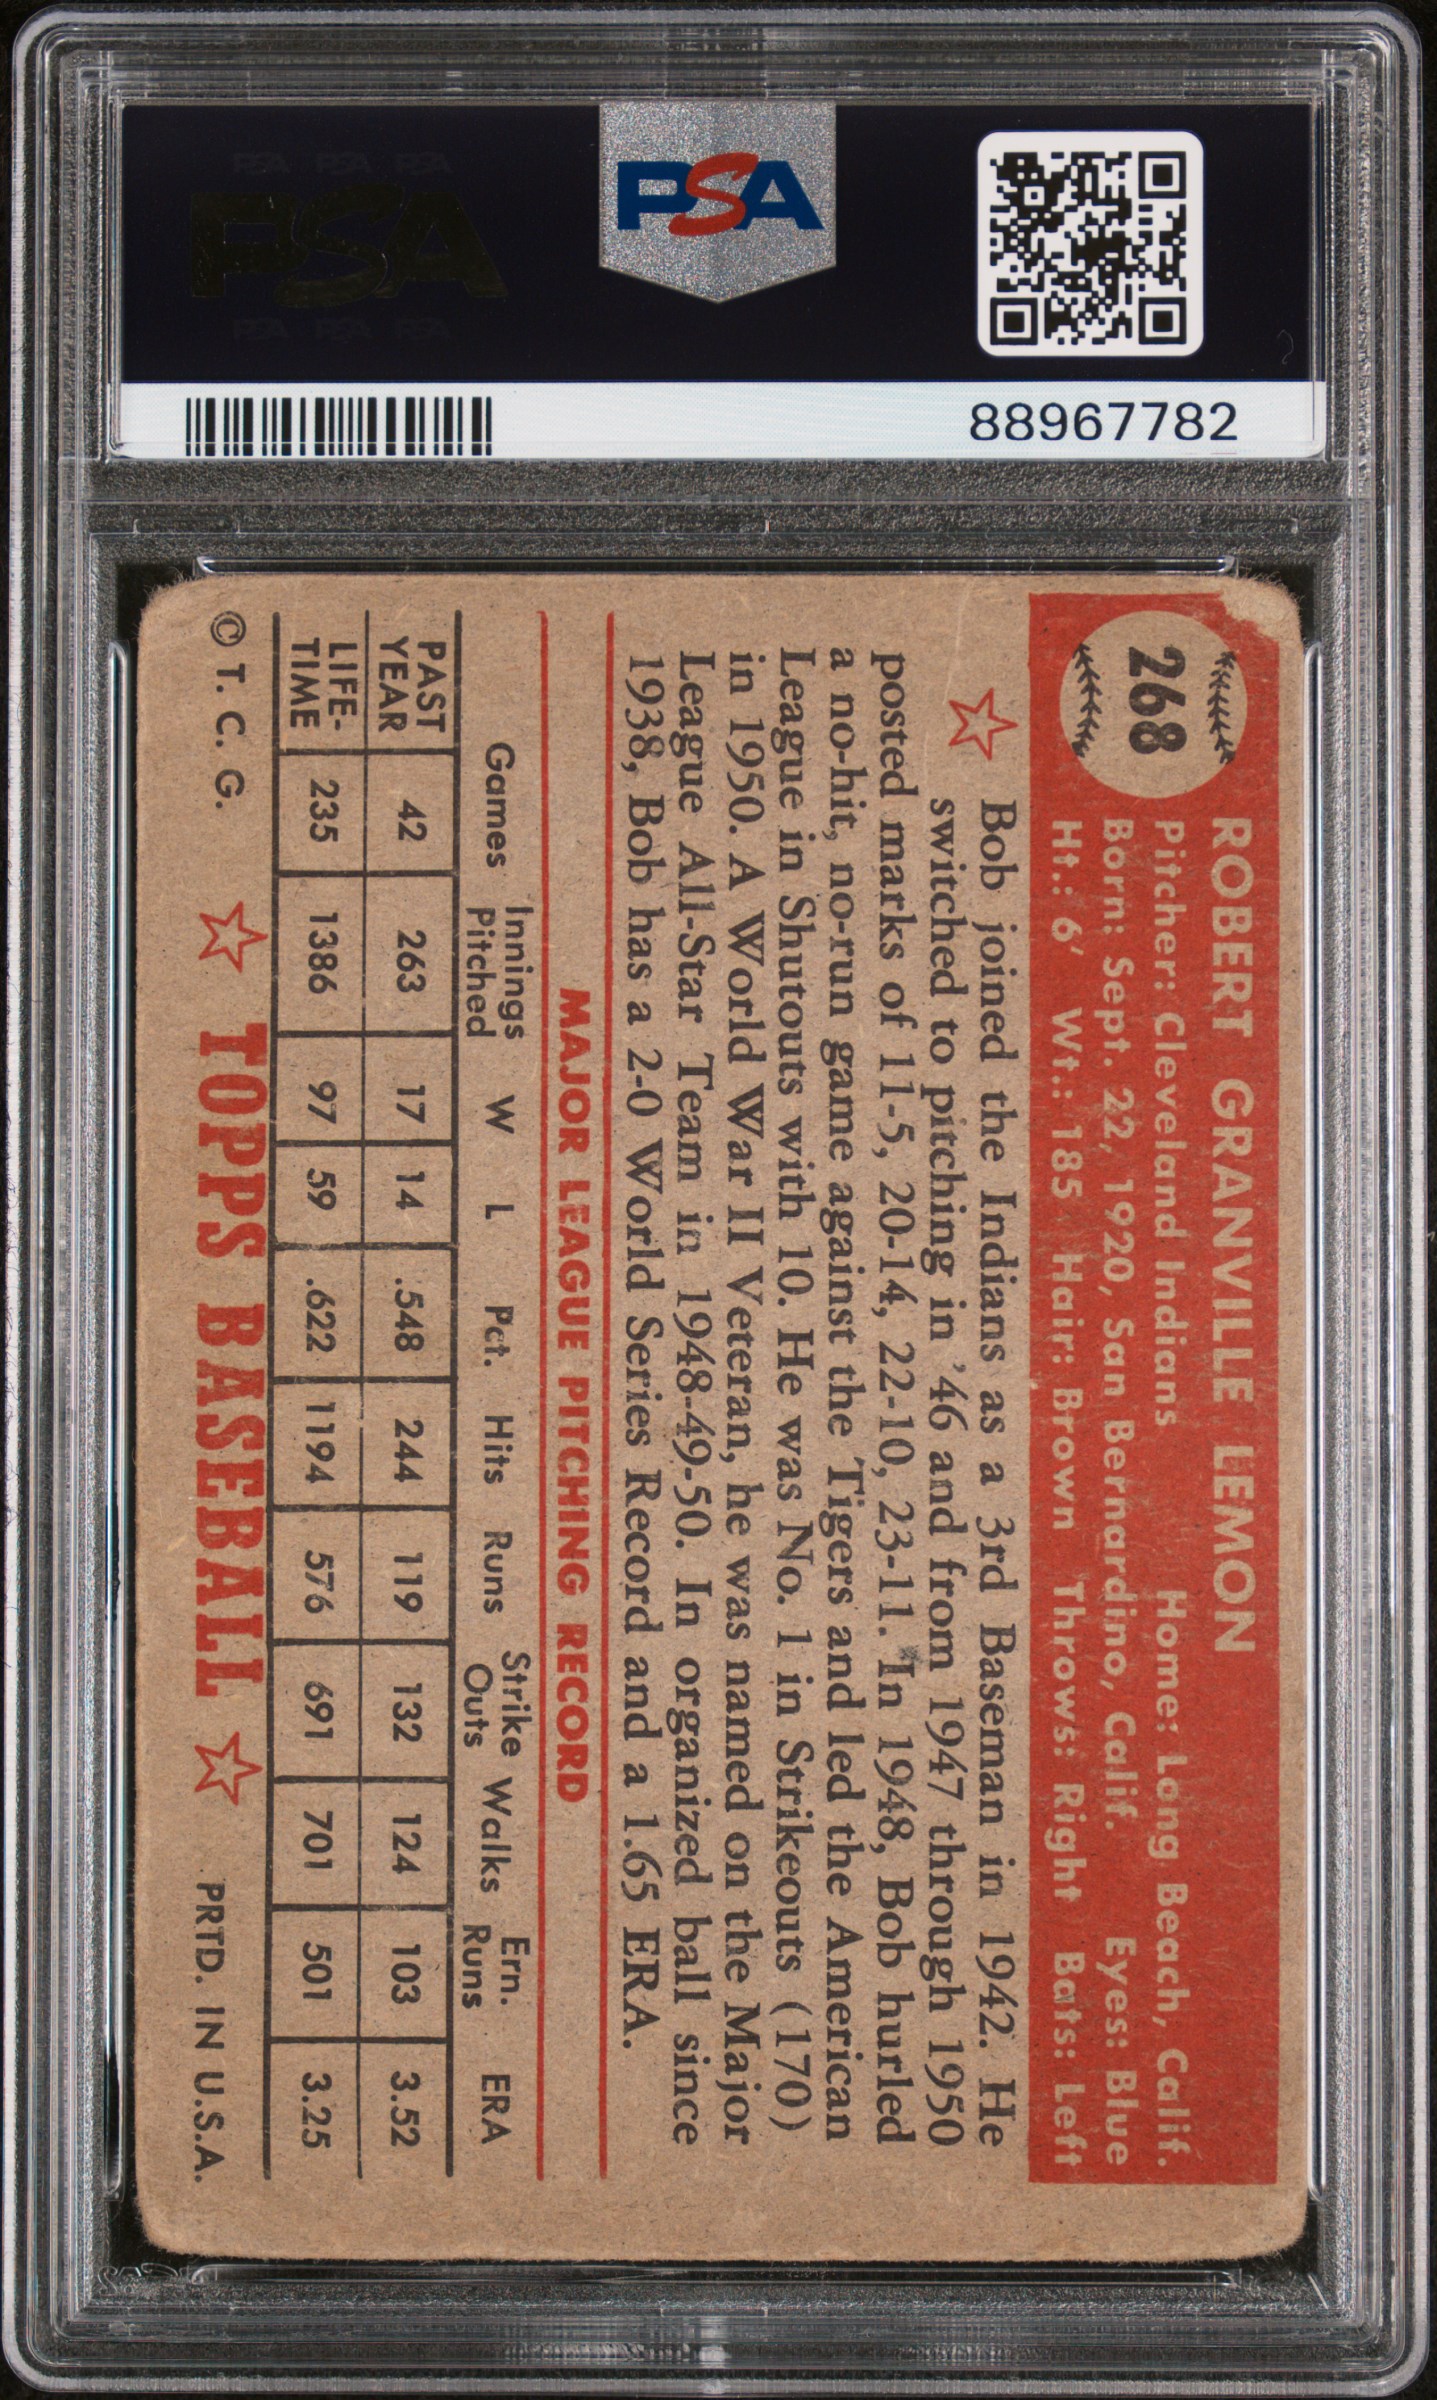 PSA PSA PSA
PSA
PSA PSA PSA
PSA
88967782
268
ROBERT GRANVILLE LEMON
Pitcher: Cleveland Indians Home: Long Beach, Calif.
Born: Sept. 22, 1920, San Bernardino, Calif. Eyes: Blue
Ht.: 6' Wt.: 185 Hair: Brown Throws: Right Bats: Left
Bob joined the Indians as a 3rd Baseman in 1942. He
switched to pitching in '46 and from 1947 through 1950
posted marks of 11-5, 20-14, 22-10, 23-11. In 1948, Bob hurled
a no-hit, no-run game against the Tigers and led the American
League in Shutouts with 10. He was No. 1 in Strikeouts (170)
in 1950. A World War II Veteran, he was named on the Major
League All-Star Team in 1948-49-50. In organized ball since
1938, Bob has a 2-0 World Series Record and a 1.65 ERA.
MAJOR LEAGUE PITCHING RECORD
Games Innings Pitched W L Pct. Hits Runs Strike Outs Walks Ern. Runs ERA
PAST YEAR 42 263 17 14 .548 244 119 132 124 103 3.52
LIFE-TIME 235 1386 97 59 .622 1194 576 691 701 501 3.25
© T. C. G. TOPPS BASEBALL PRTD. IN U.S.A.